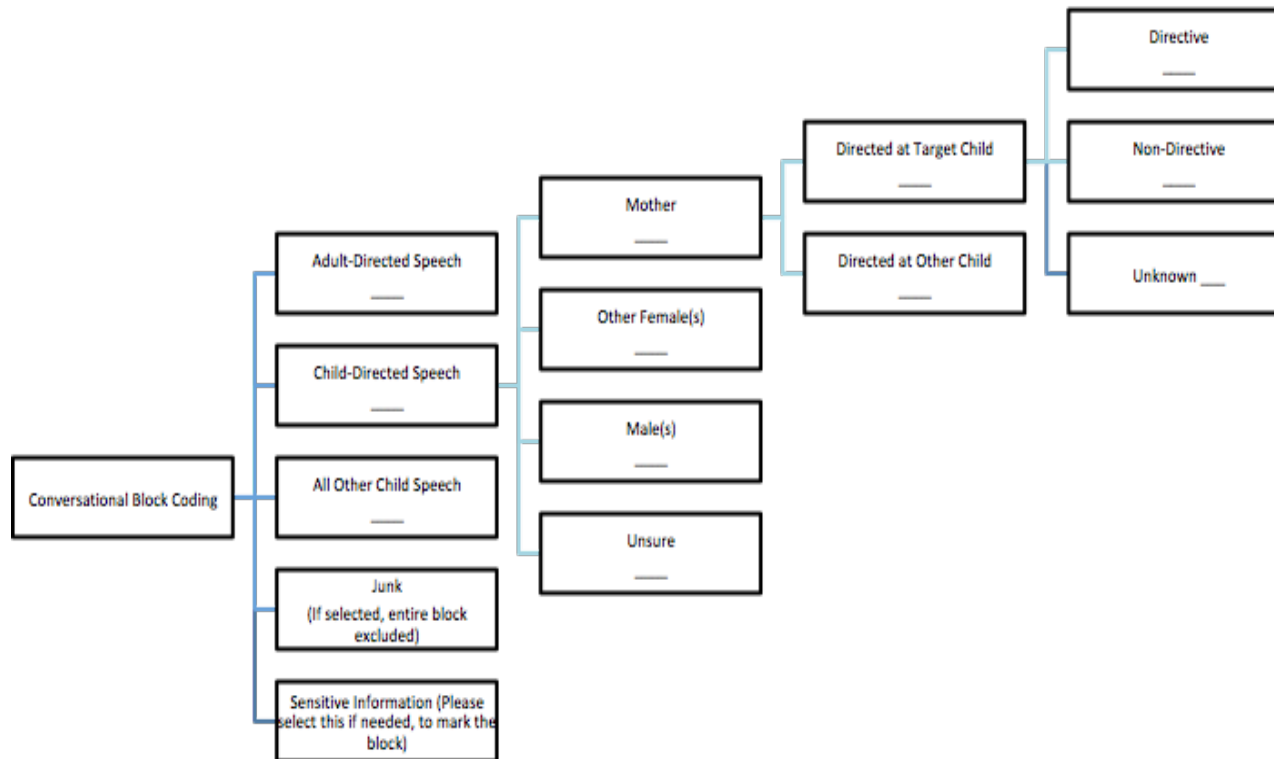 Conversational Block Coding
Adult-Directed Speech
____
Child-Directed Speech
____
All Other Child Speech
____
Junk
(If selected, entire block
excluded)
Sensitive Information (Please
select this if needed, to mark the
block)
Mother
____
Other Female(s)
____
Male(s)
____
Unsure
____
Directed at Target Child
____
Directed at Other Child
____
Directive
____
Non-Directive
____
Unknown ___